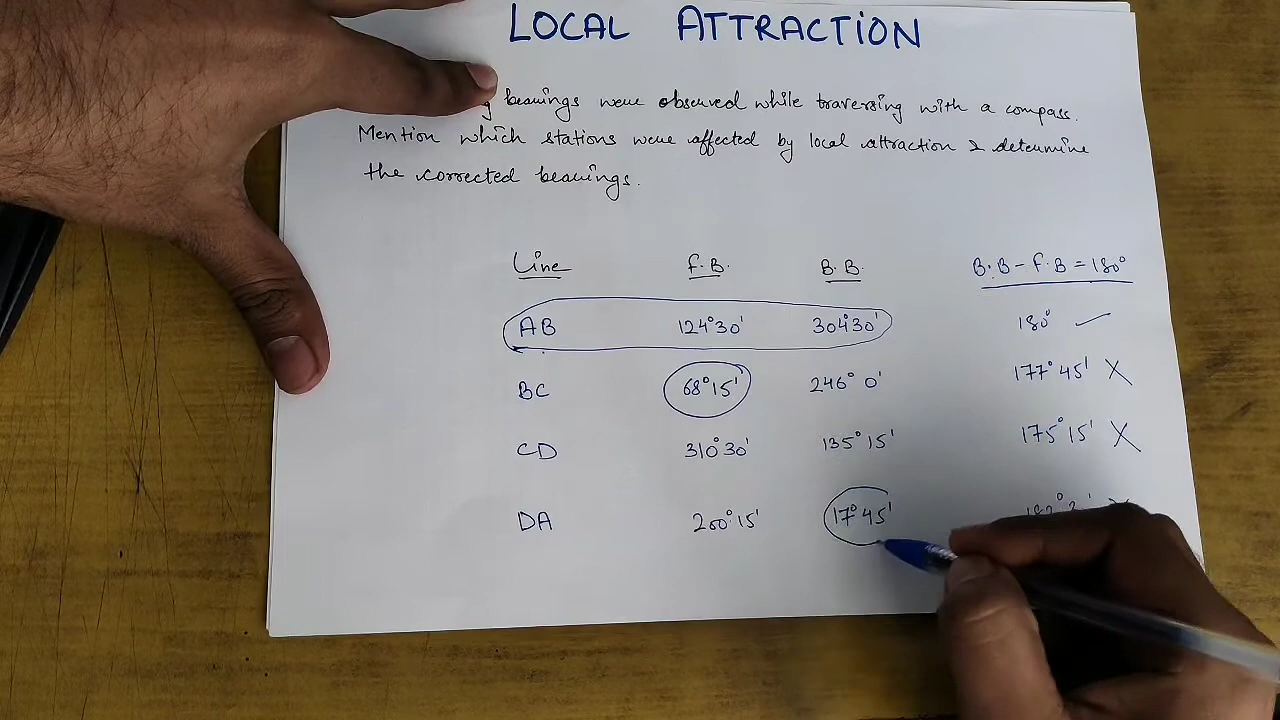 LOCAL ATTRACTION
bearings were observed while traversing with a compass.
Mention which stations were affected by local attraction & determine
the corrected bearings.
Line F.B. B.B. B.B - F.B = 180°
AB 124°30' 304°30' 180° ✓
BC 68°15' 246° 0' 177° 45' X
CD 310°30' 135° 15' 175° 15' X
DA 200°15' 17° 45'